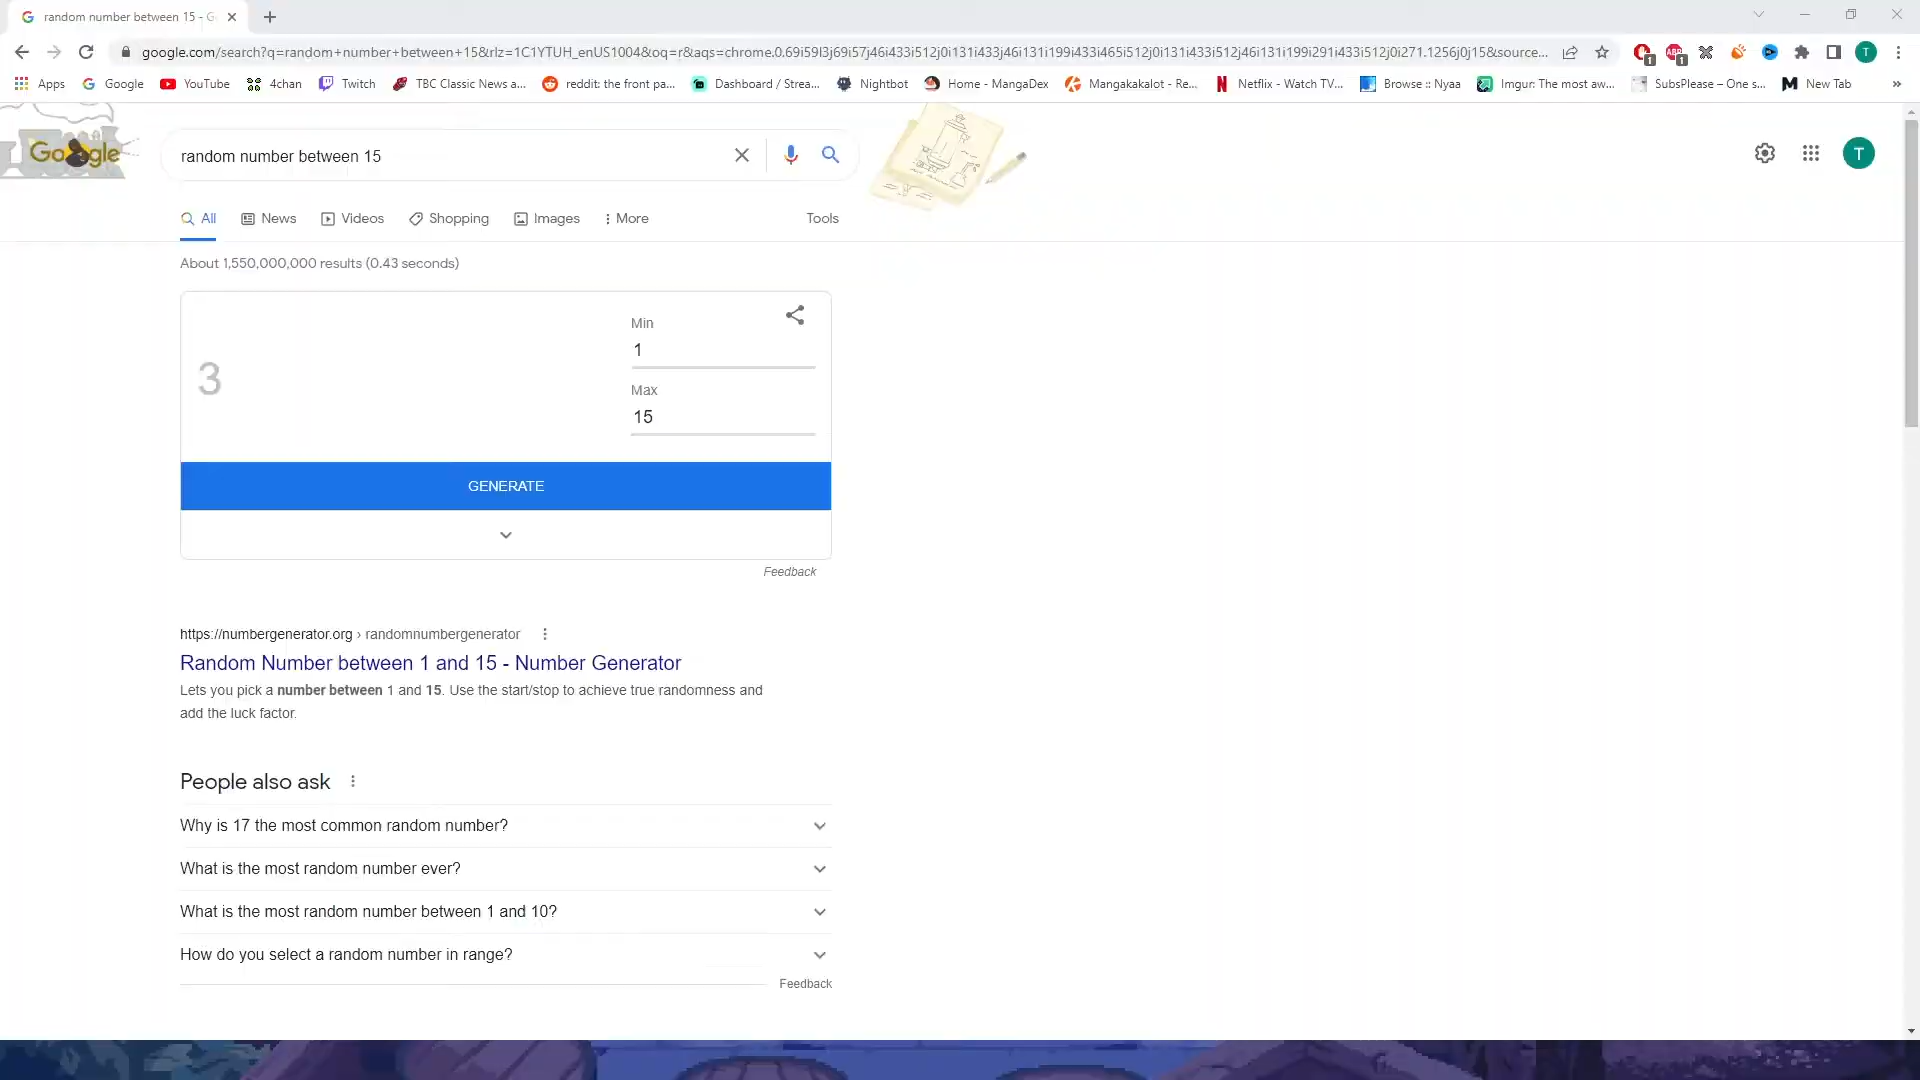 random number between 15 - G
google.com/search?q=random+number+between+15&rlz=1C1YTUH_enUS1004&oq=r&aqs=chrome.0.69i59l3j69i57j46i433i512j0i131i433j46i131i199i433i465i512j0i131i433i512j46i131i199i291i433i512j0i271.1256j0j15&source...
1
ABP
1
T
Apps
Google
YouTube
4chan
Twitch
TBC Classic News a...
reddit: the front pa...
Dashboard / Strea...
Nightbot
Home - MangaDex
Mangakakalot - Re...
Netflix - Watch TV...
Browse :: Nyaa
Imgur: The most aw...
SubsPlease – One s...
New Tab
Google
random number between 15
T
All
News
Videos
Shopping
Images
More
Tools
About 1,550,000,000 results (0.43 seconds)
Min
1
3
Max
15
GENERATE
Feedback
https://numbergenerator.org › randomnumbergenerator
Random Number between 1 and 15 - Number Generator
Lets you pick a number between 1 and 15. Use the start/stop to achieve true randomness and
add the luck factor.
People also ask
Why is 17 the most common random number?
What is the most random number ever?
What is the most random number between 1 and 10?
How do you select a random number in range?
Feedback